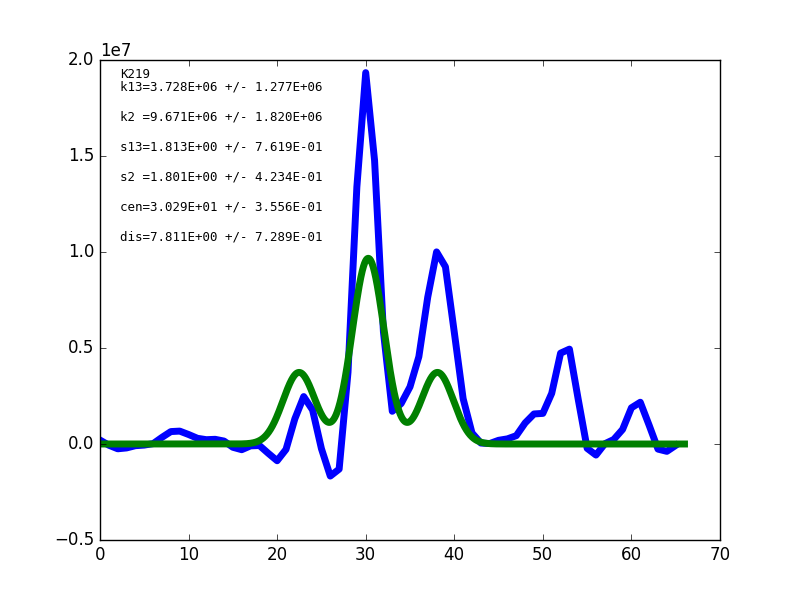 1e7
2.0
K219
k13=3.728E+06 +/- 1.277E+06
k2 =9.671E+06 +/- 1.820E+06
s13=1.813E+00 +/- 7.619E-01
s2 =1.801E+00 +/- 4.234E-01
cen=3.029E+01 +/- 3.556E-01
dis=7.811E+00 +/- 7.289E-01
1.5
1.0
0.5
0.0
−0.5
0 10 20 30 40 50 60 70